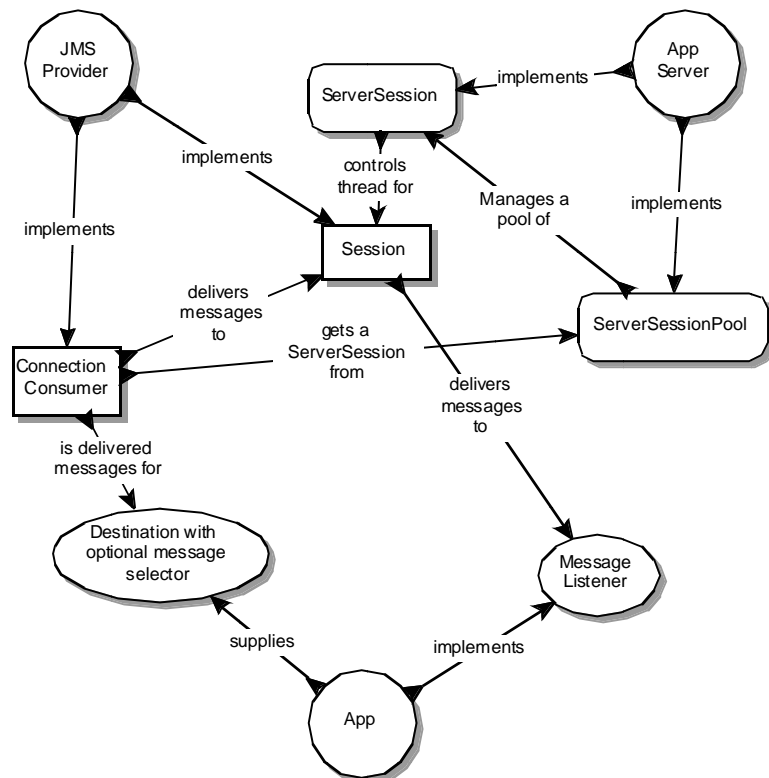 JMS
Provider
App
Server
implements
ServerSession
implements
controls
thread for
Manages a
pool of
implements
implements
Session
delivers
messages
to
gets a
ServerSession
from
ServerSessionPool
Connection
Consumer
delivers
messages
to
is delivered
messages for
Destination with
optional message
selector
Message
Listener
supplies
implements
App